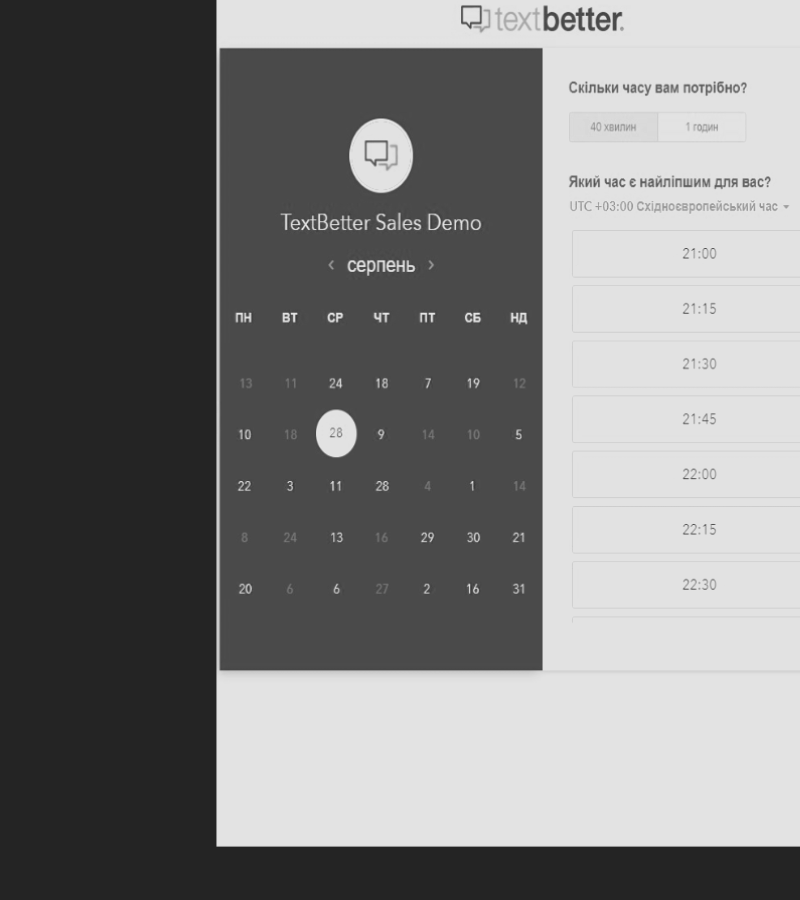 textbetter.
TextBetter Sales Demo
‹ серпень ›
ПН ВТ СР ЧТ ПТ СБ НД
13 11 24 18 7 19 12
10 18 28 9 14 10 5
22 3 11 28 4 1 14
8 24 13 16 29 30 21
20 6 6 27 2 16 31
Скільки часу вам потрібно?
40 хвилин 1 годин
Який час є найліпшим для вас?
UTC +03:00 Східноєвропейський час
21:00
21:15
21:30
21:45
22:00
22:15
22:30